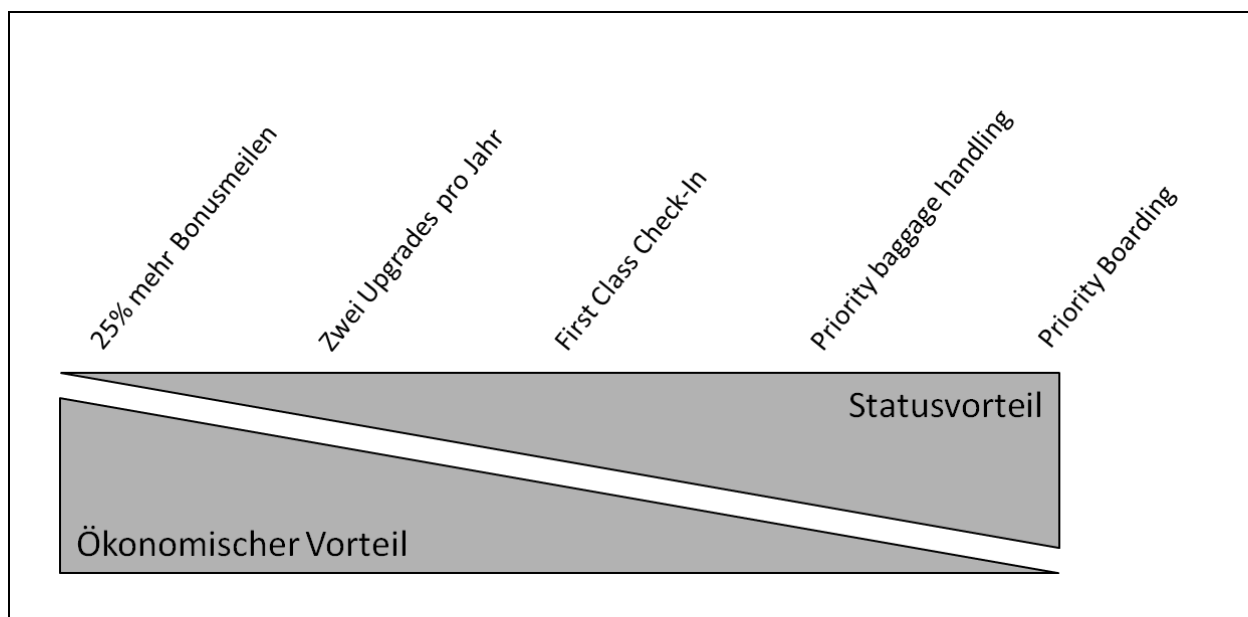 25% mehr Bonusmeilen
Zwei Upgrades pro Jahr
First Class Check-In
Priority baggage handling
Priority Boarding
Statusvorteil
Ökonomischer Vorteil